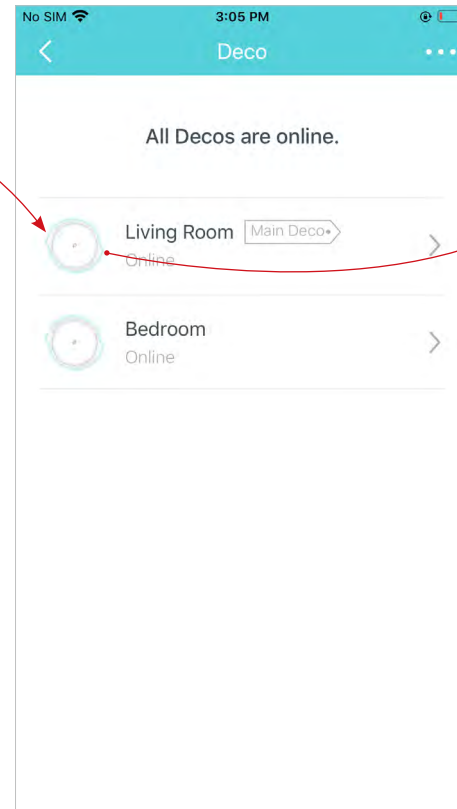 No SIM
3:05 PM
Deco
All Decos are online.
Living Room Main Deco
Online
Bedroom
Online